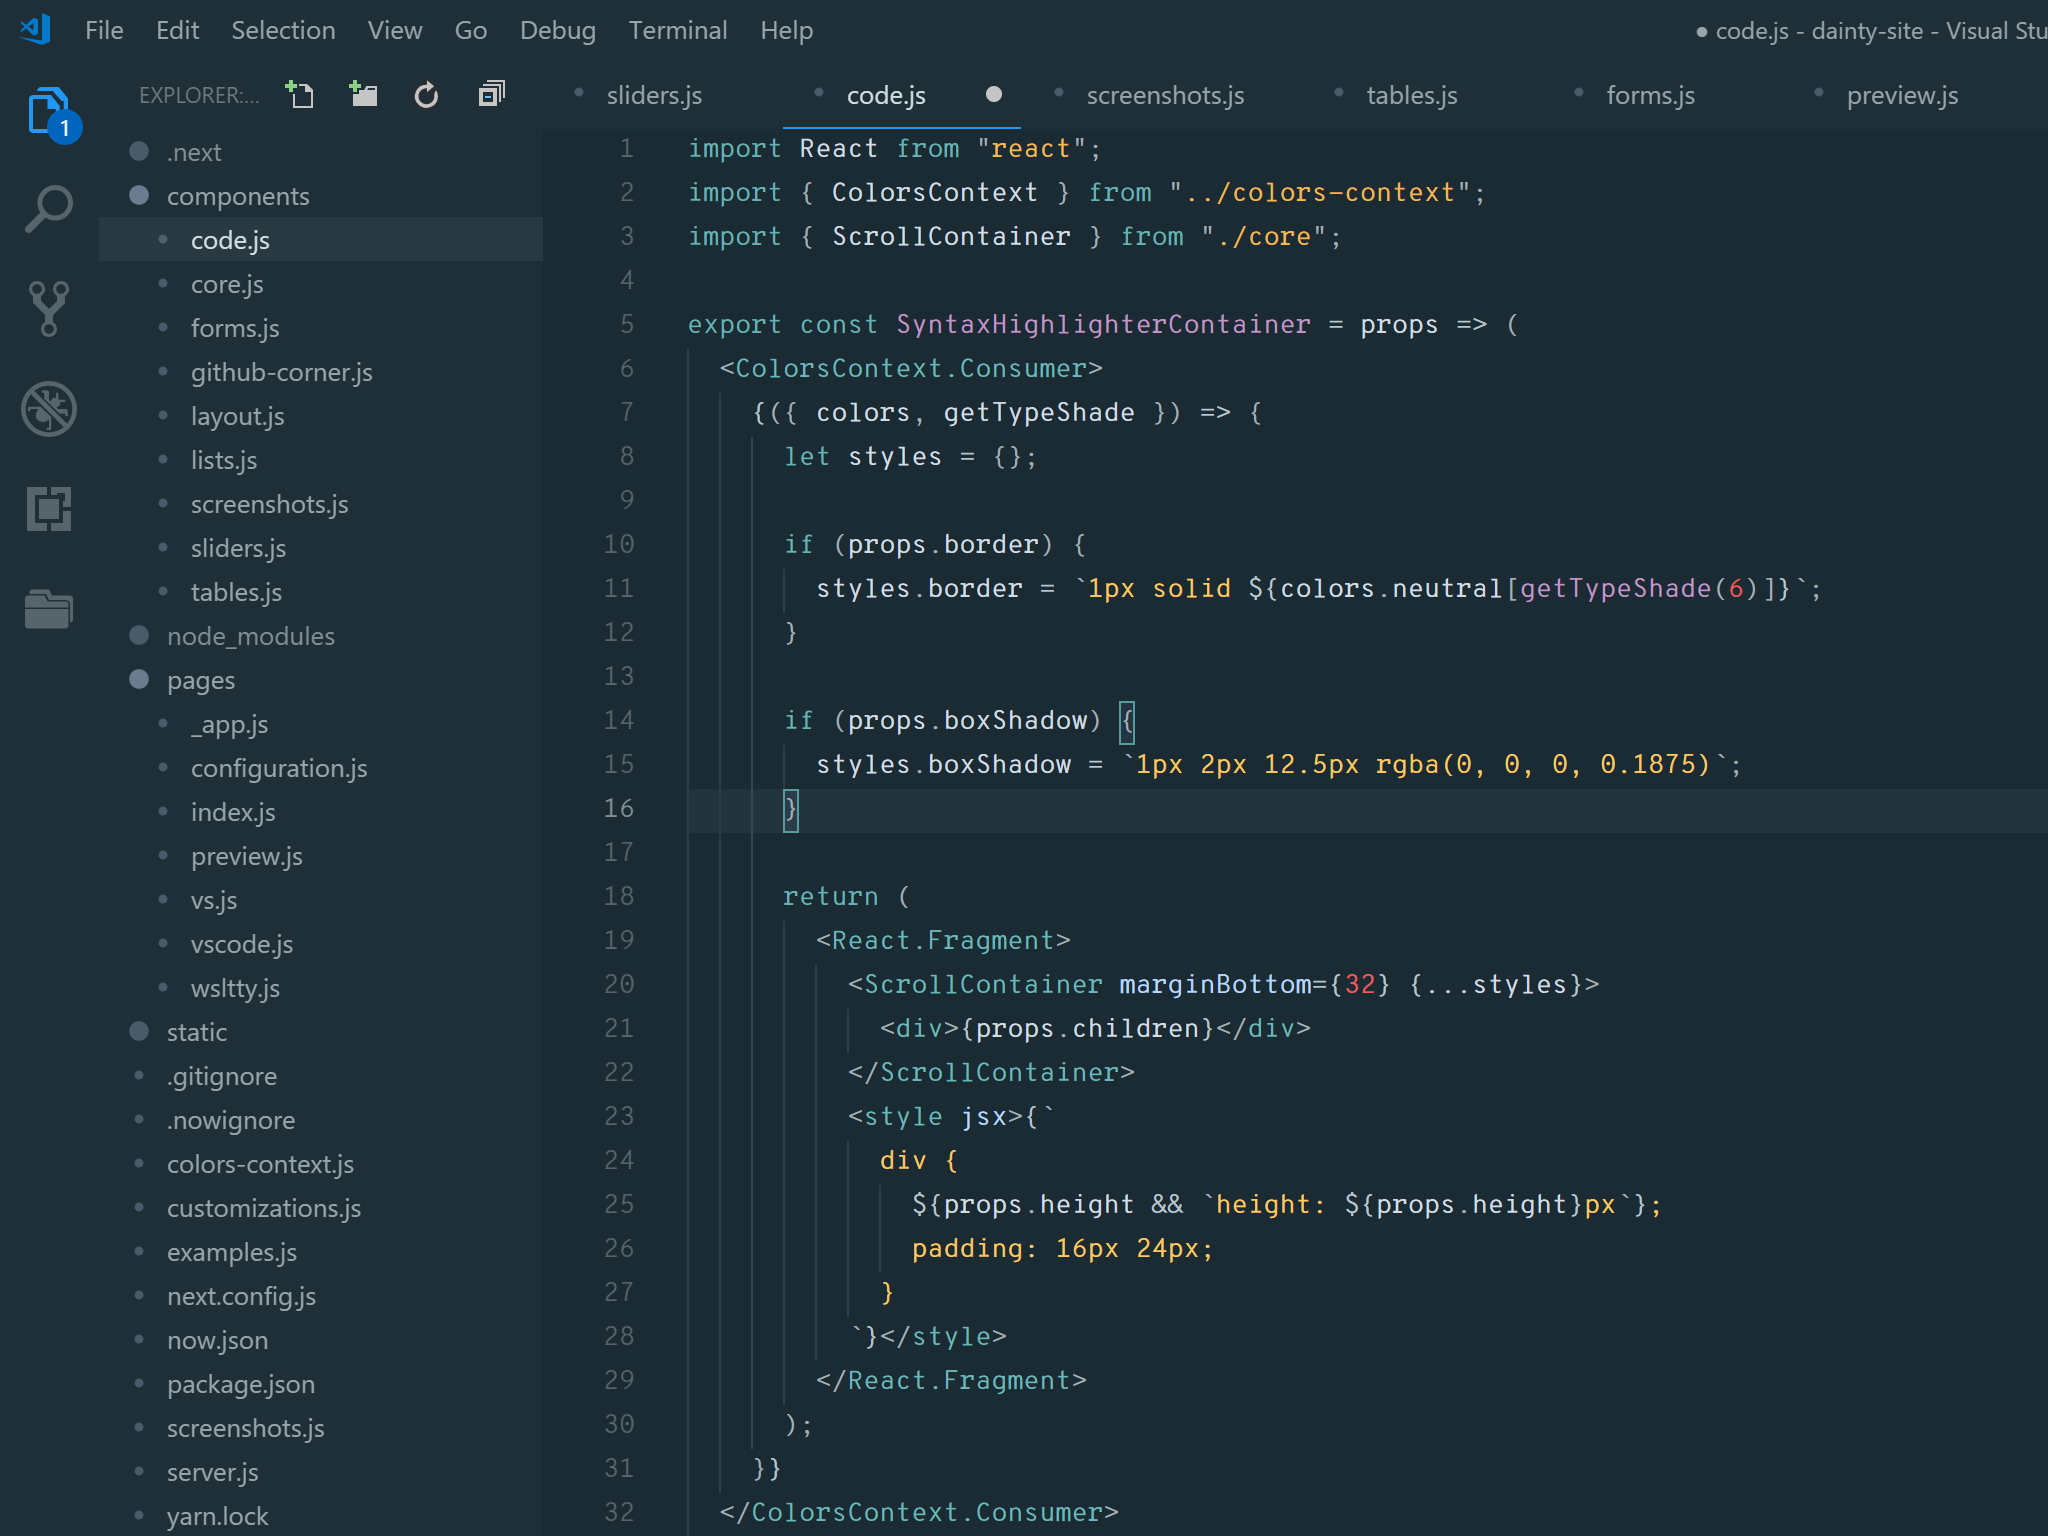 File Edit Selection View Go Debug Terminal Help
● code.js - dainty-site - Visual Stu
EXPLORER:...
sliders.js code.js screenshots.js tables.js forms.js preview.js
1
.next
components
code.js
core.js
forms.js
github-corner.js
layout.js
lists.js
screenshots.js
sliders.js
tables.js
node_modules
pages
_app.js
configuration.js
index.js
preview.js
vs.js
vscode.js
wsltty.js
static
.gitignore
.nowignore
colors-context.js
customizations.js
examples.js
next.config.js
now.json
package.json
screenshots.js
server.js
yarn.lock
1 import React from "react";
2 import { ColorsContext } from "../colors-context";
3 import { ScrollContainer } from "./core";
4
5 export const SyntaxHighlighterContainer = props => (
6   <ColorsContext.Consumer>
7     {({ colors, getTypeShade }) => {
8       let styles = {};
9
10       if (props.border) {
11         styles.border = `1px solid ${colors.neutral[getTypeShade(6)]}`;
12       }
13
14       if (props.boxShadow) {
15         styles.boxShadow = `1px 2px 12.5px rgba(0, 0, 0, 0.1875)`;
16       }
17
18       return (
19         <React.Fragment>
20           <ScrollContainer marginBottom={32} {...styles}>
21             <div>{props.children}</div>
22           </ScrollContainer>
23           <style jsx>{`
24             div {
25               ${props.height && `height: ${props.height}px`};
26               padding: 16px 24px;
27             }
28           `}</style>
29         </React.Fragment>
30       );
31     }}
32   </ColorsContext.Consumer>